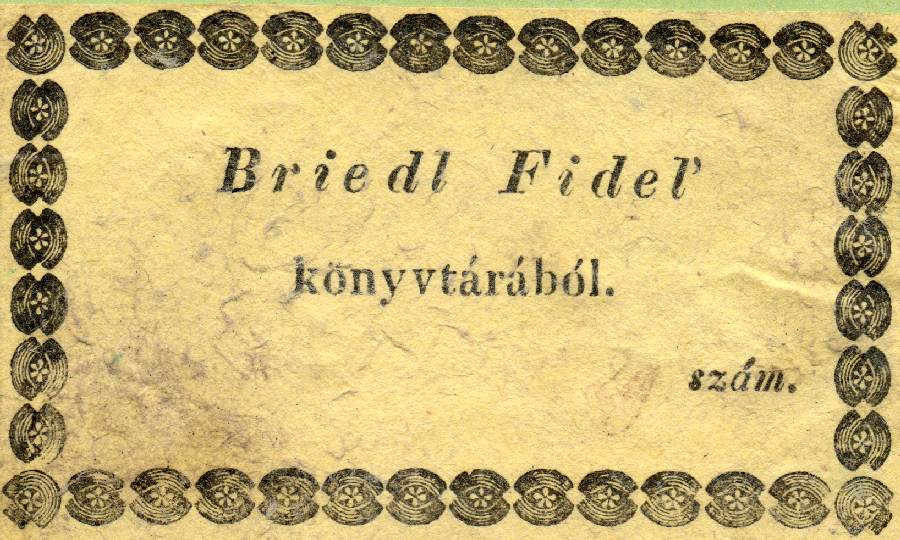 Briedl Fidel'
könyvtárából.
szám.